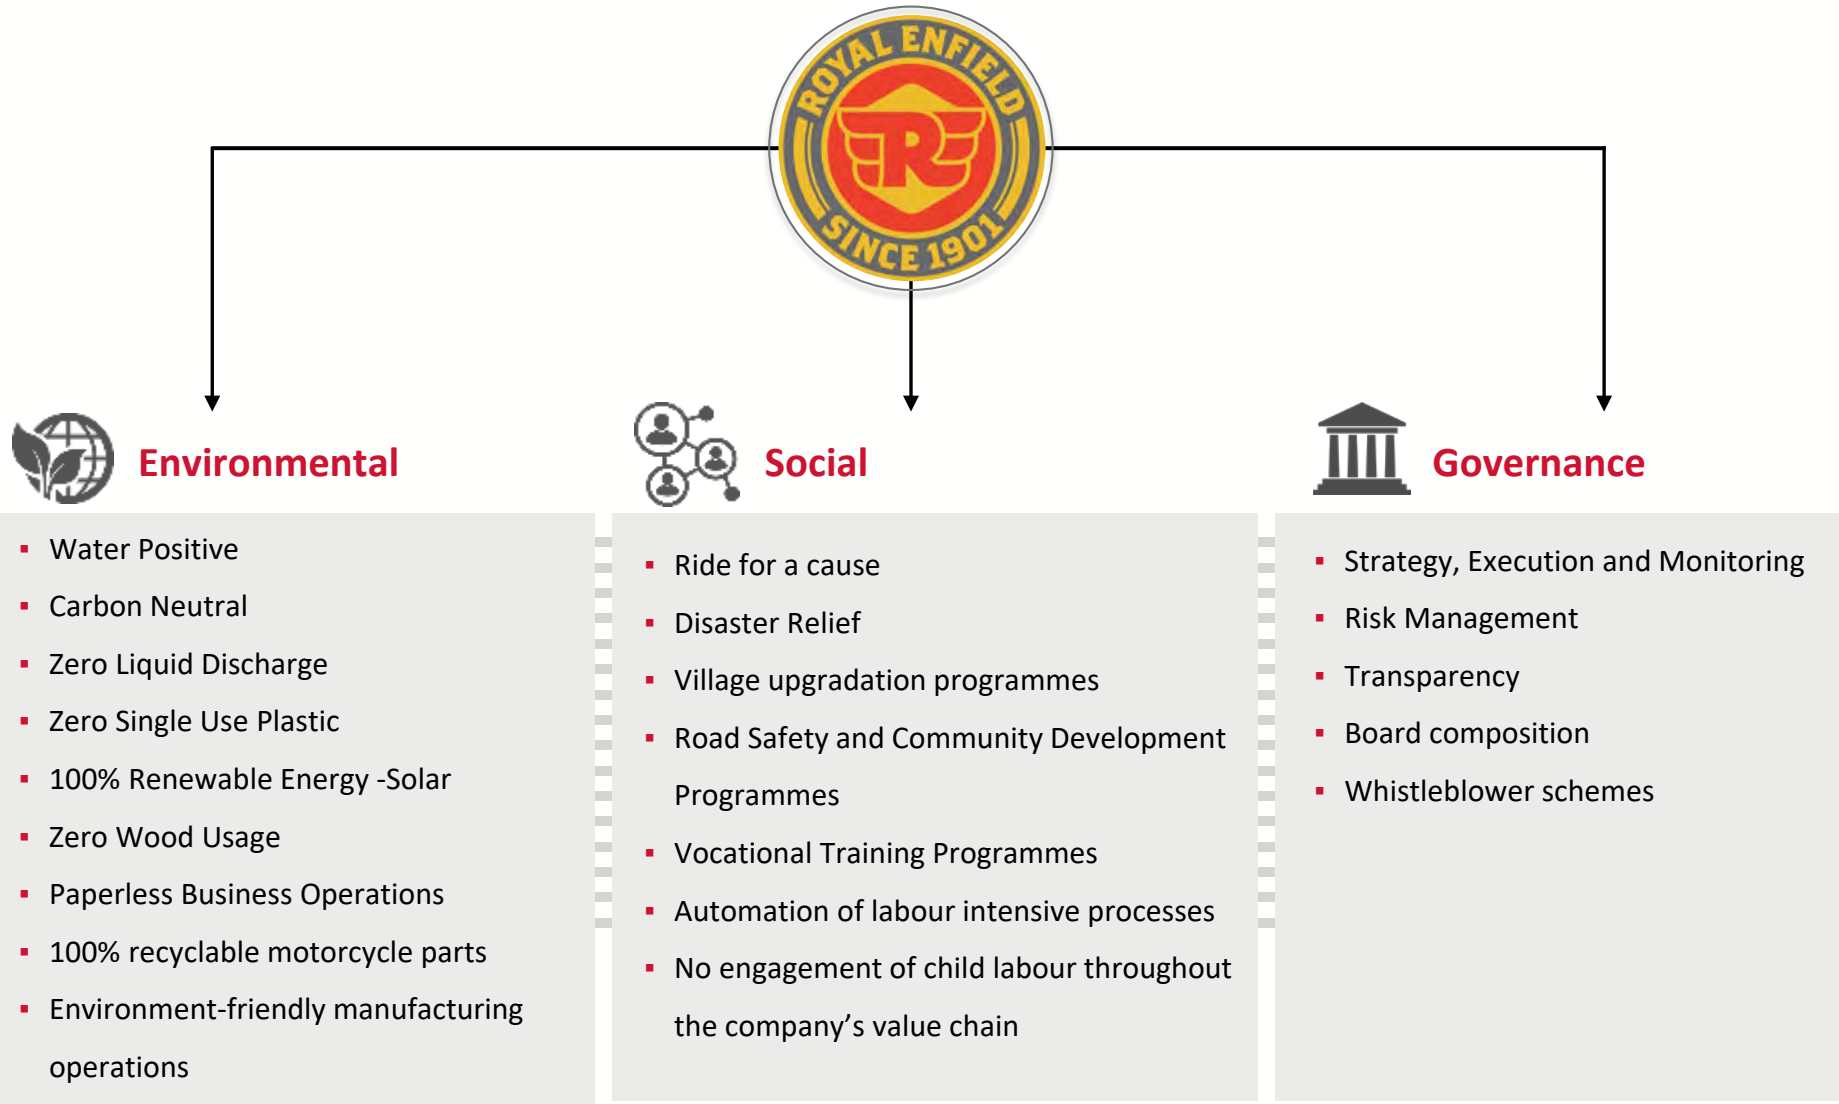 ROYAL ENFIELD
R
SINCE 1901
Environmental
▪ Water Positive
▪ Carbon Neutral
▪ Zero Liquid Discharge
▪ Zero Single Use Plastic
▪ 100% Renewable Energy -Solar
▪ Zero Wood Usage
▪ Paperless Business Operations
▪ 100% recyclable motorcycle parts
▪ Environment-friendly manufacturing
operations
Social
▪ Ride for a cause
▪ Disaster Relief
▪ Village upgradation programmes
▪ Road Safety and Community Development
Programmes
▪ Vocational Training Programmes
▪ Automation of labour intensive processes
▪ No engagement of child labour throughout
the company’s value chain
Governance
▪ Strategy, Execution and Monitoring
▪ Risk Management
▪ Transparency
▪ Board composition
▪ Whistleblower schemes